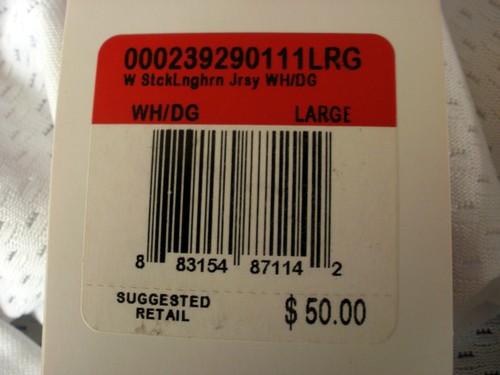 000239290111LRG
W StckLnghrn Jrsy WH/DG
WH/DG LARGE
8 83154 87114 2
SUGGESTED
RETAIL $ 50.00